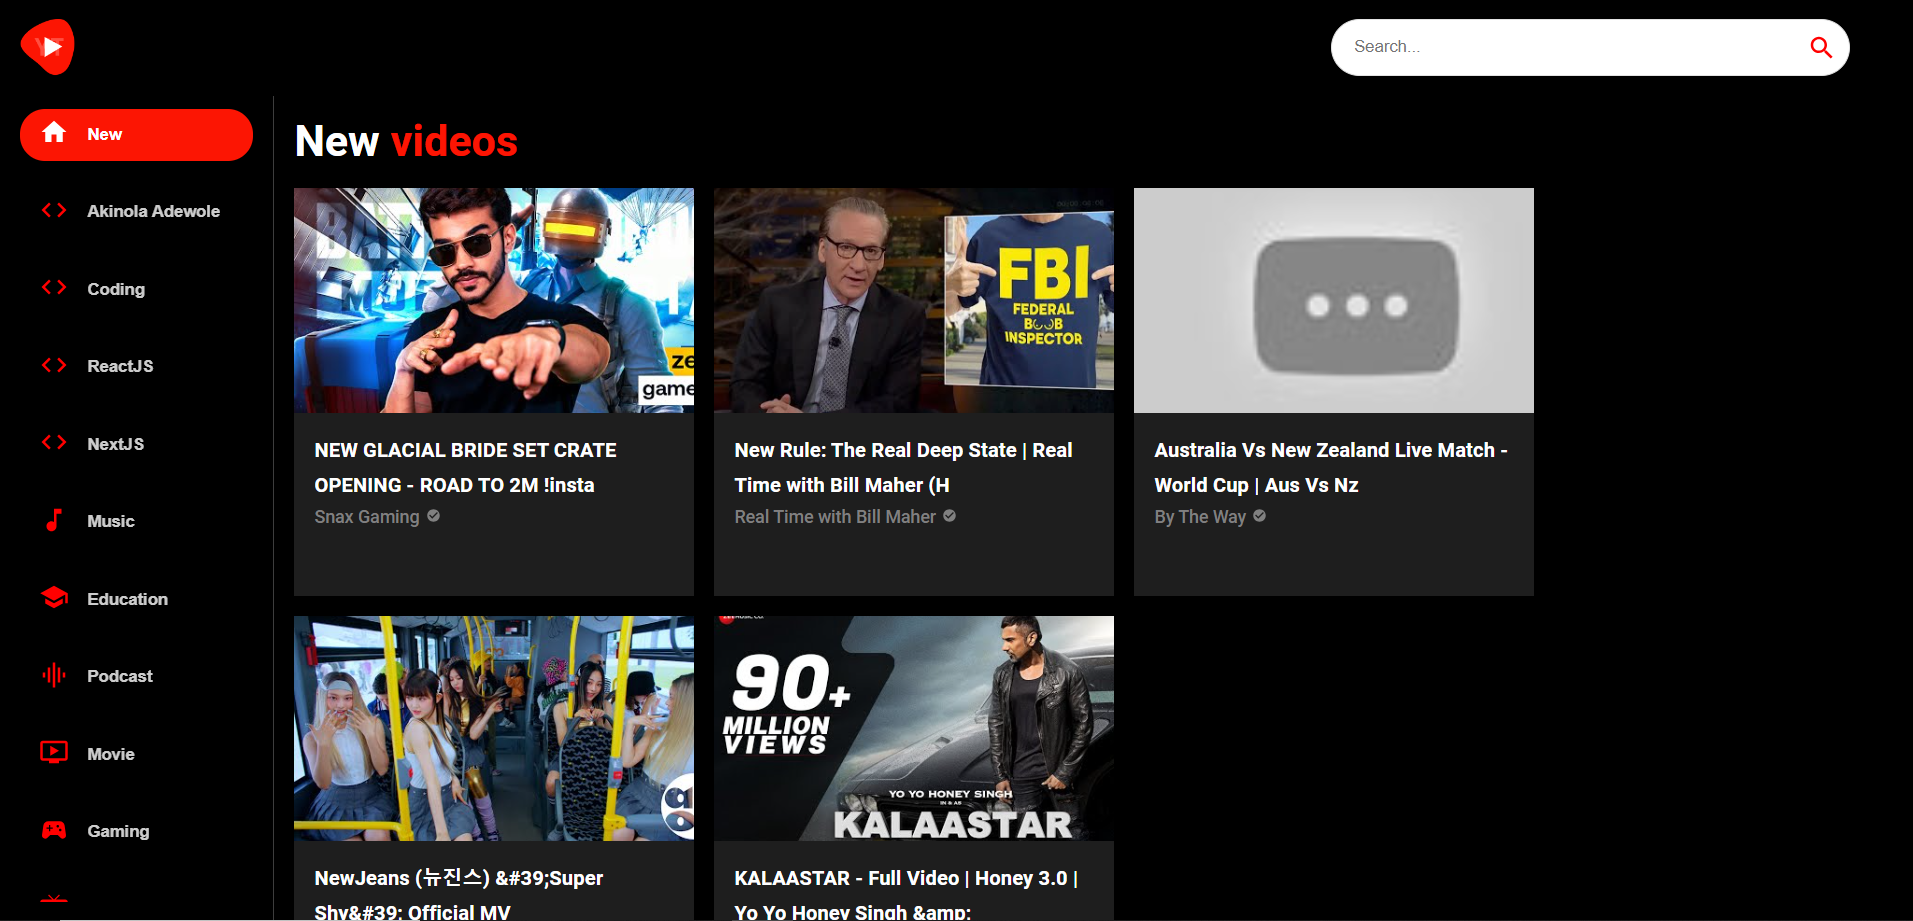 YT
Search...
New
Akinola Adewole
Coding
ReactJS
NextJS
Music
Education
Podcast
Movie
Gaming
New videos
FBI
FEDERAL
BOOB
INSPECTOR
game
NEW GLACIAL BRIDE SET CRATE
OPENING - ROAD TO 2M !insta
Snax Gaming
New Rule: The Real Deep State | Real
Time with Bill Maher (H
Real Time with Bill Maher
Australia Vs New Zealand Live Match -
World Cup | Aus Vs Nz
By The Way
90+
MILLION
VIEWS
YO YO HONEY SINGH
IN & AS
KALAASTAR
NewJeans (뉴진스) &#39;Super
Shy&#39; Official MV
KALAASTAR - Full Video | Honey 3.0 |
Yo Yo Honey Singh &amp;